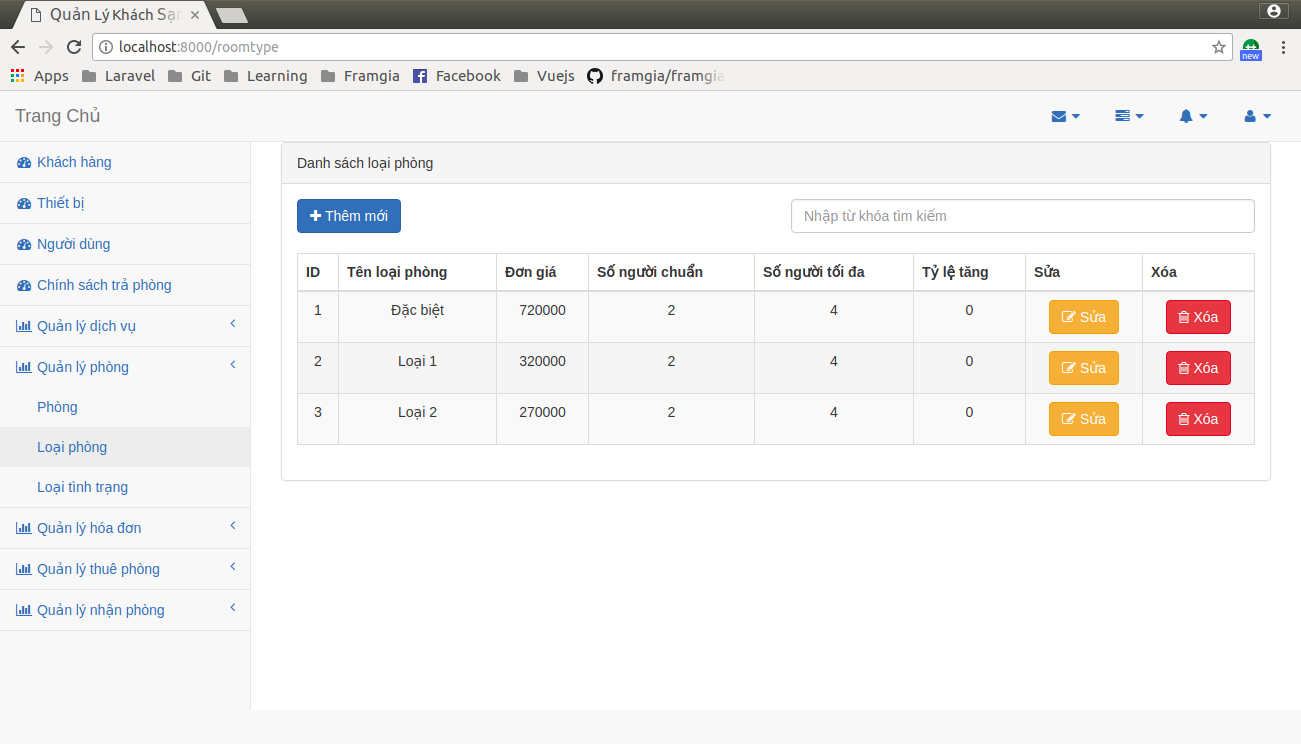 Quản Lý Khách Sạn
localhost:8000/roomtype
new
Apps Laravel Git Learning Framgia Facebook Vuejs framgia/framgia
Trang Chủ
Khách hàng
Thiết bị
Người dùng
Chính sách trả phòng
Quản lý dịch vụ
Quản lý phòng
Phòng
Loại phòng
Loại tình trạng
Quản lý hóa đơn
Quản lý thuê phòng
Quản lý nhận phòng
Danh sách loại phòng
Thêm mới
Nhập từ khóa tìm kiếm
ID Tên loại phòng Đơn giá Số người chuẩn Số người tối đa Tỷ lệ tăng Sửa Xóa
1 Đặc biệt 720000 2 4 0 Sửa Xóa
2 Loại 1 320000 2 4 0 Sửa Xóa
3 Loại 2 270000 2 4 0 Sửa Xóa